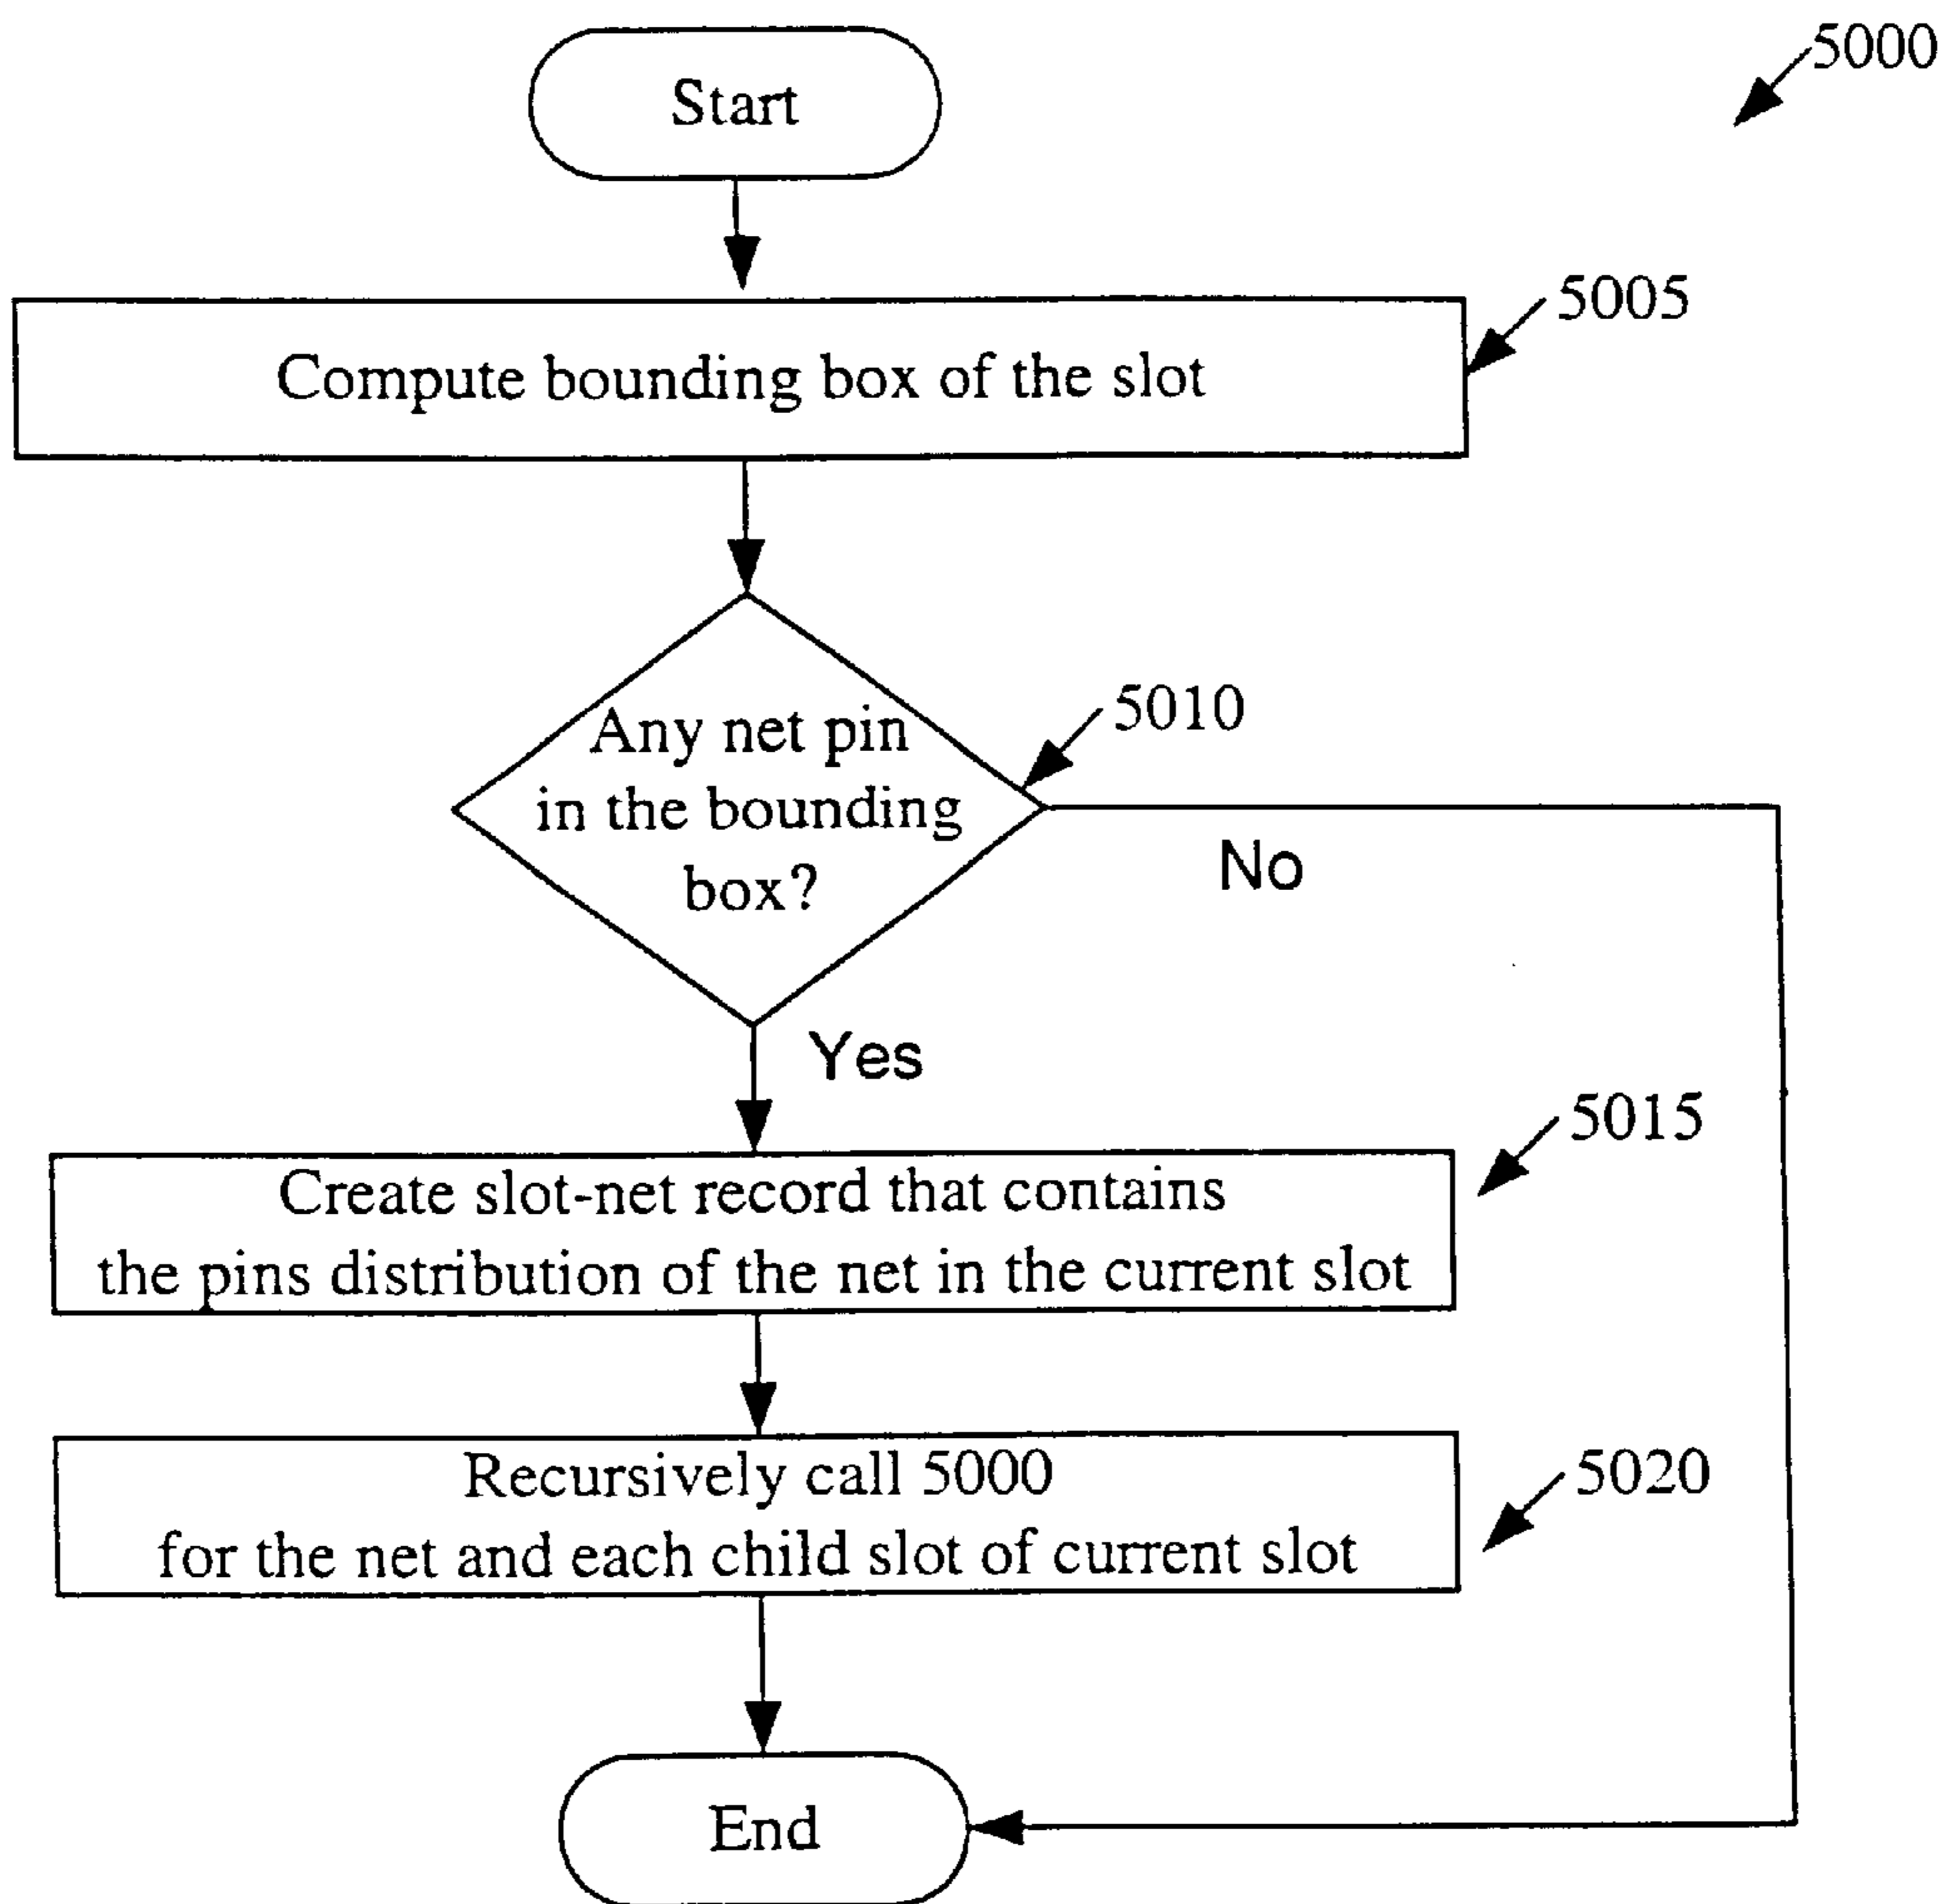 5000
Start
5005
Compute bounding box of the slot
5010
Any net pin
in the bounding
box?
No
Yes
5015
Create slot-net record that contains
the pins distribution of the net in the current slot
5020
Recursively call 5000
for the net and each child slot of current slot
End